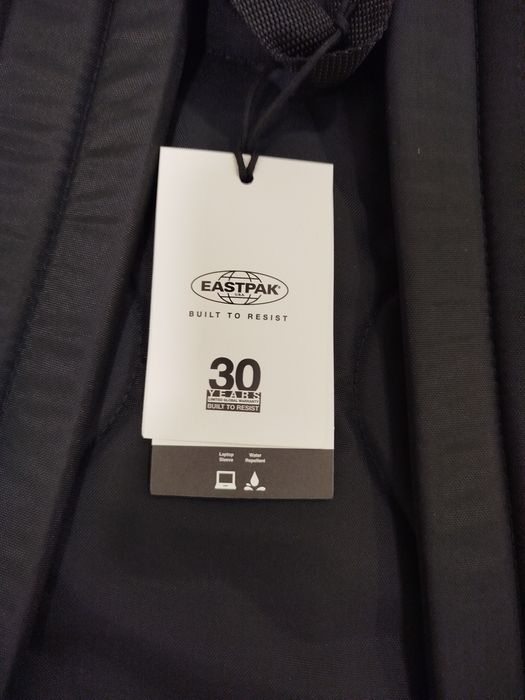 EASTPAK®
U.S.A.
BUILT TO RESIST
30
YEARS
LIMITED GLOBAL WARRANTY
BUILT TO RESIST
Laptop Water
Sleeve Repellent